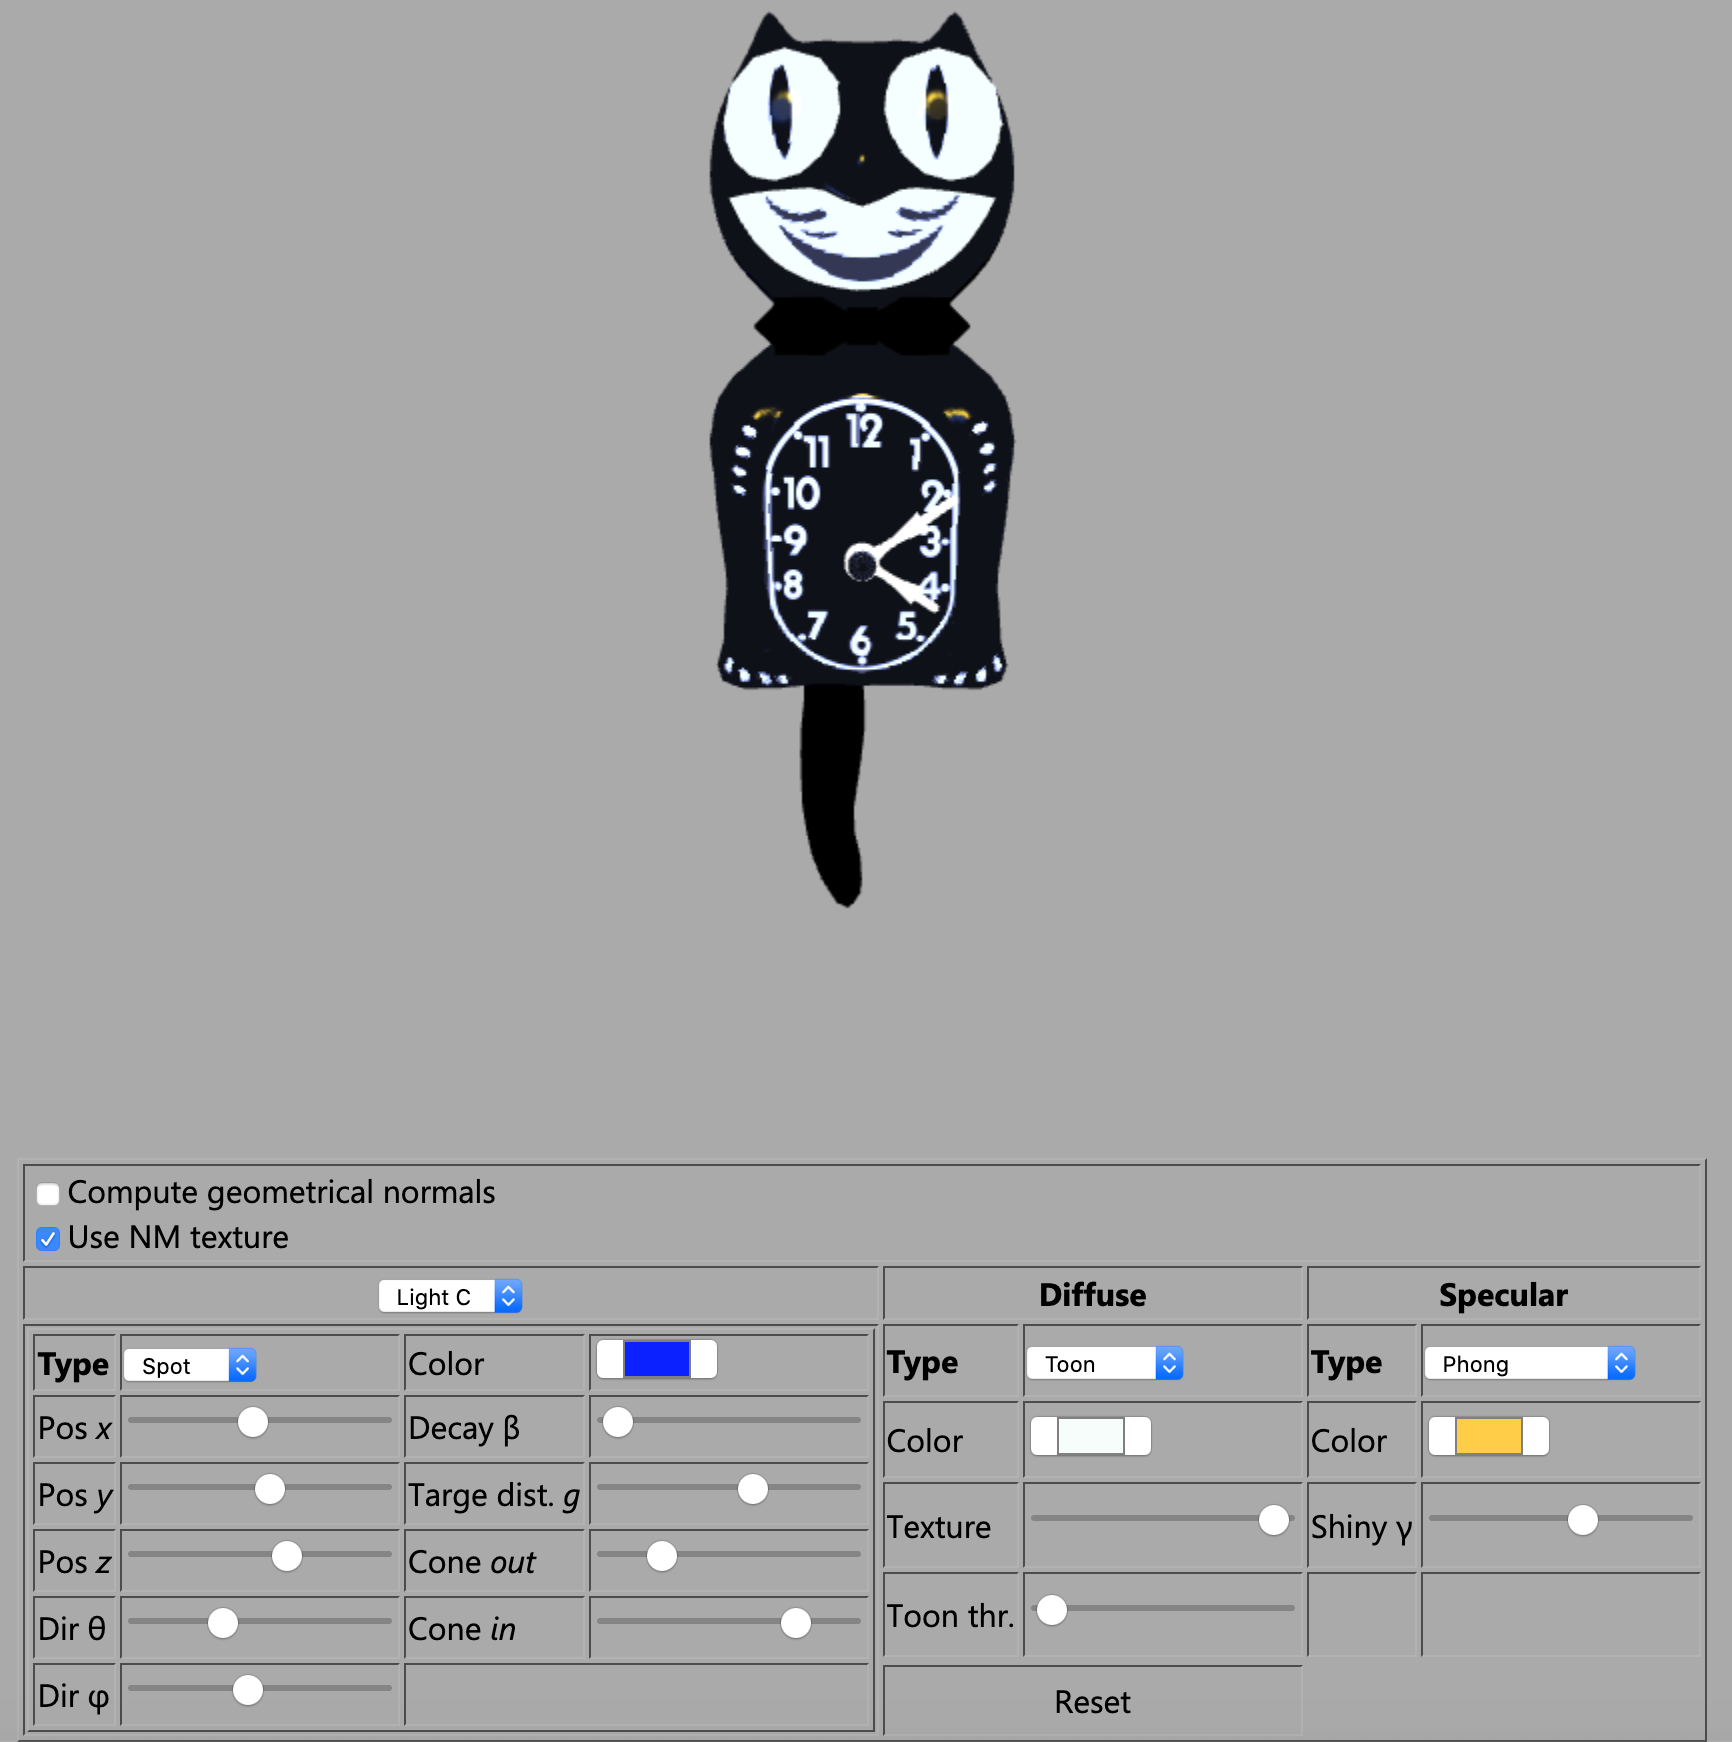 12
11 1
10 2
9 3
8 4
7 5
6
Compute geometrical normals
Use NM texture
Light C Diffuse Specular
Type Spot Color Type Toon Type Phong
Pos x Decay β Color Color
Pos y Targe dist. g Texture Shiny γ
Pos z Cone out
Dir θ Cone in Toon thr.
Dir φ Reset